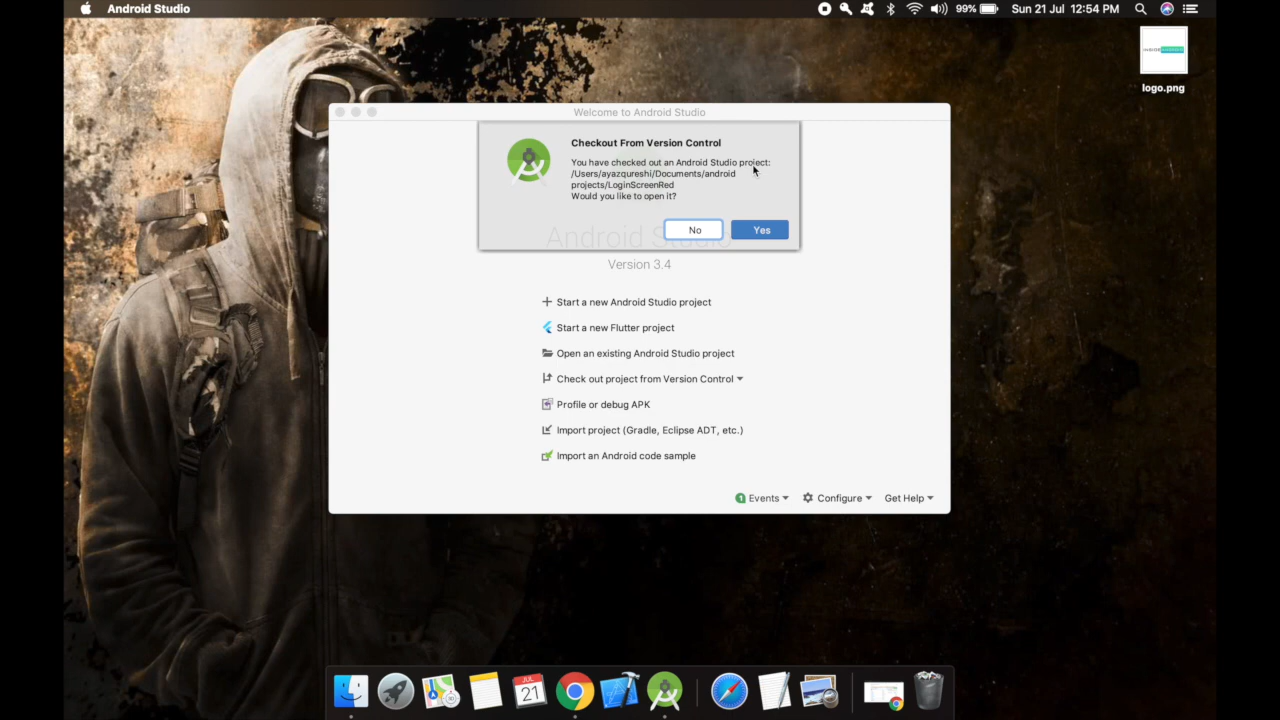 Android Studio
99%
Sun 21 Jul 12:54 PM
logo.png
Welcome to Android Studio
Checkout From Version Control
You have checked out an Android Studio project:
/Users/ayazqureshi/Documents/android
projects/LoginScreenRed
Would you like to open it?
No
Yes
Android Studio
Version 3.4
Start a new Android Studio project
Start a new Flutter project
Open an existing Android Studio project
Check out project from Version Control
Profile or debug APK
Import project (Gradle, Eclipse ADT, etc.)
Import an Android code sample
1 Events
Configure
Get Help
JUL
21